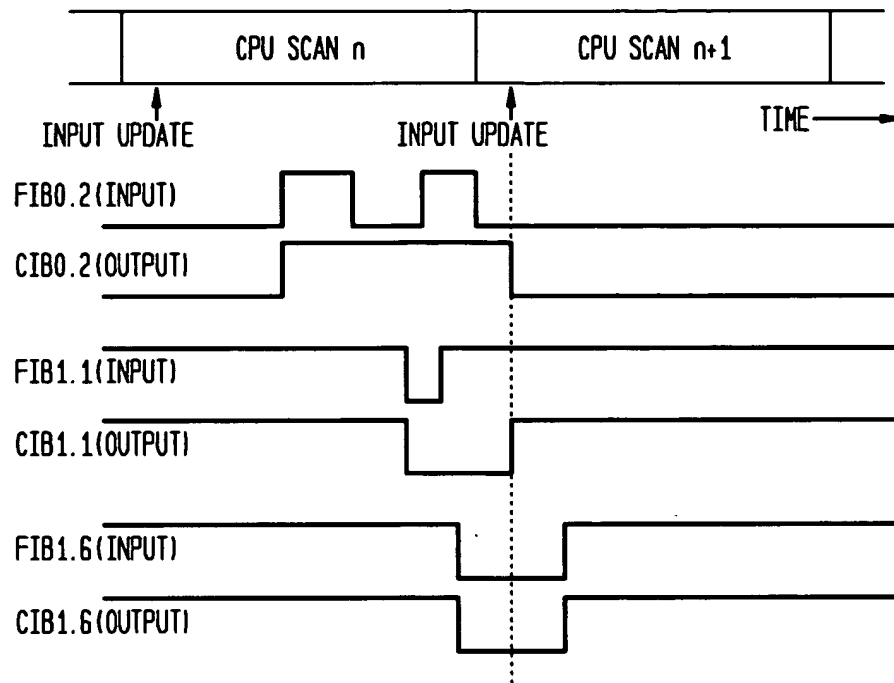 CPU SCAN n
CPU SCAN n+1
INPUT UPDATE
INPUT UPDATE
TIME
FIB0.2(INPUT)
CIB0.2(OUTPUT)
FIB1.1(INPUT)
CIB1.1(OUTPUT)
FIB1.6(INPUT)
CIB1.6(OUTPUT)